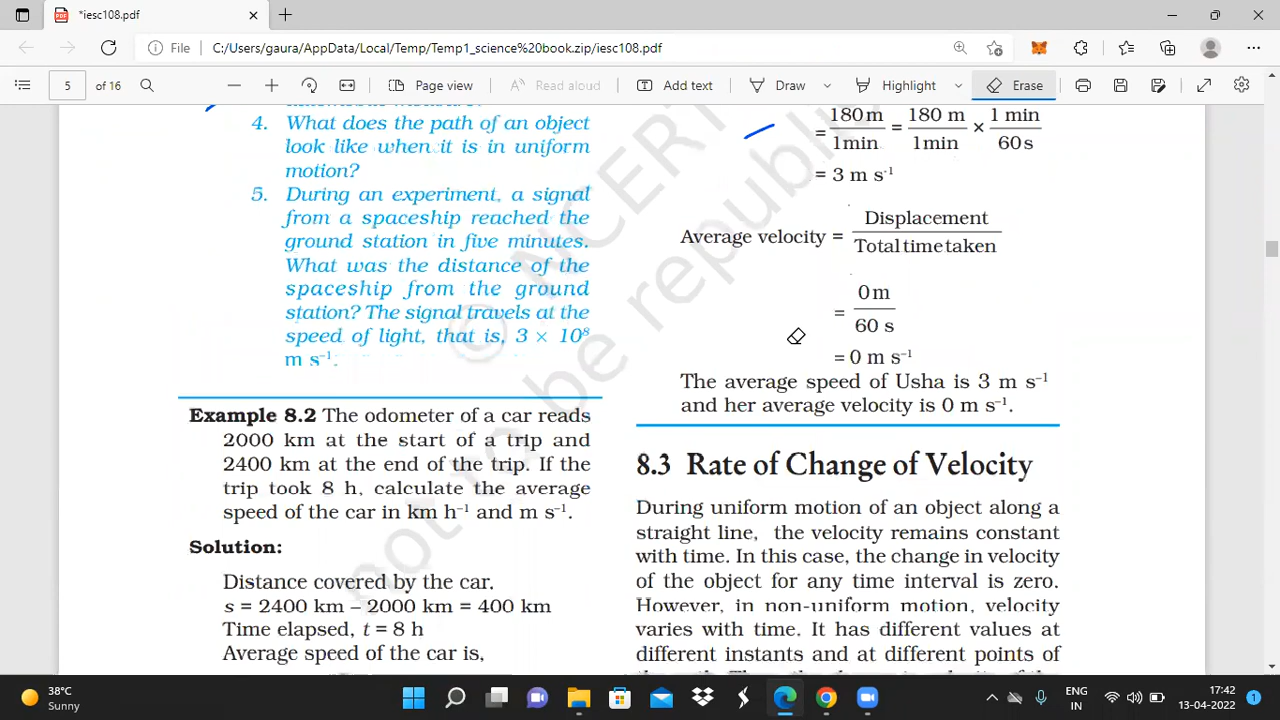 *iesc108.pdf
File
C:/Users/gaura/AppData/Local/Temp/Temp1_science%20book.zip/iesc108.pdf
5 of 16
Page view
Read aloud
Add text
Draw
Highlight
Erase
4. What does the path of an object
look like when it is in uniform
motion?
5. During an experiment, a signal
from a spaceship reached the
ground station in five minutes.
What was the distance of the
spaceship from the ground
station? The signal travels at the
speed of light, that is, 3 × 10⁸
m s⁻¹.
Example 8.2 The odometer of a car reads
2000 km at the start of a trip and
2400 km at the end of the trip. If the
trip took 8 h, calculate the average
speed of the car in km h⁻¹ and m s⁻¹.
Solution:
Distance covered by the car,
s = 2400 km – 2000 km = 400 km
Time elapsed, t = 8 h
Average speed of the car is,
= 180 m / 1min = 180 m / 1min × 1 min / 60 s
= 3 m s⁻¹
Average velocity = Displacement / Total time taken
= 0 m / 60 s
= 0 m s⁻¹
The average speed of Usha is 3 m s⁻¹
and her average velocity is 0 m s⁻¹.
8.3 Rate of Change of Velocity
During uniform motion of an object along a
straight line, the velocity remains constant
with time. In this case, the change in velocity
of the object for any time interval is zero.
However, in non-uniform motion, velocity
varies with time. It has different values at
different instants and at different points of
© NCERT
not to be republic
38°C
Sunny
ENG
IN
17:42
13-04-2022
1